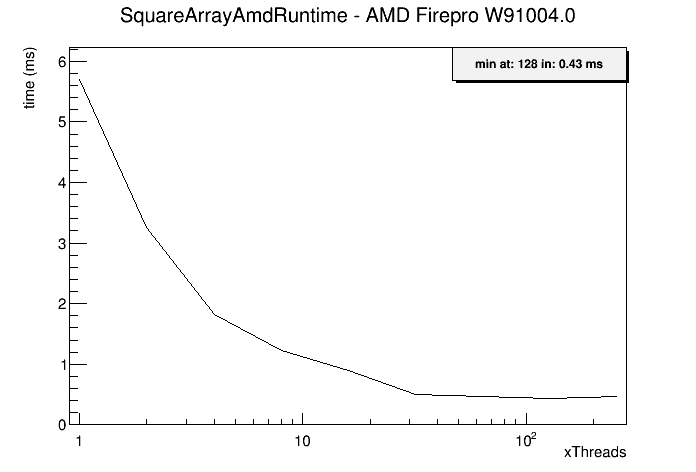 SquareArrayAmdRuntime - AMD Firepro W91004.0
time (ms)
min at: 128 in: 0.43 ms
6
5
4
3
2
1
0
1 10 10²
xThreads